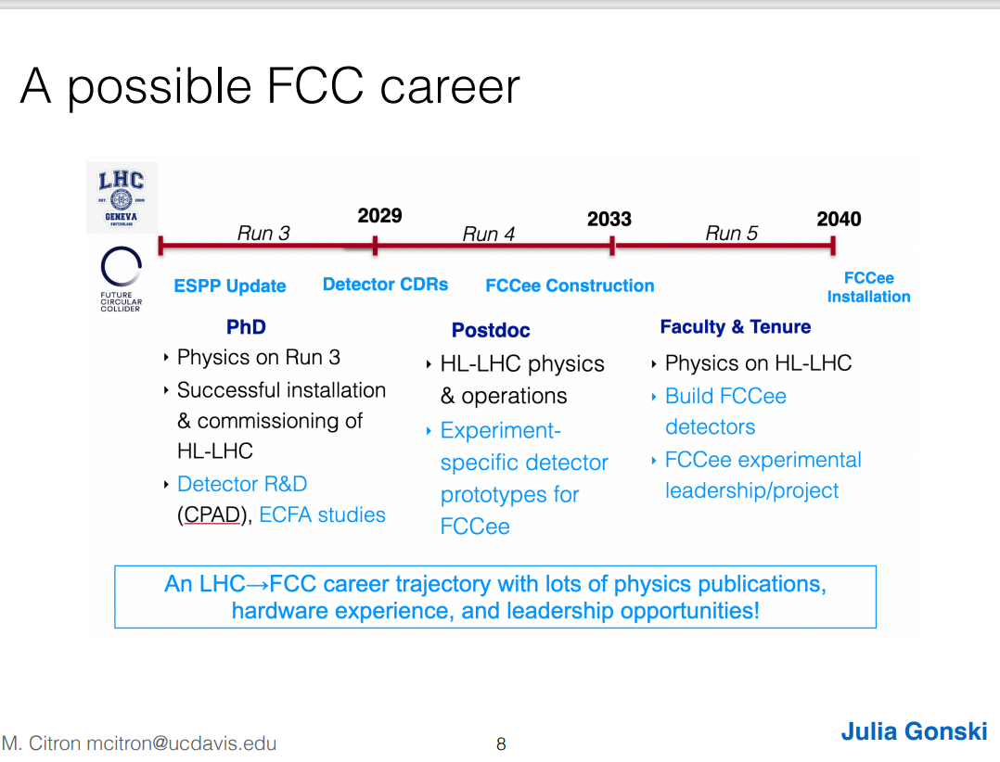 A possible FCC career
LHC
EST. 2008
GENEVA
SWITZERLAND
2029
2033
2040
Run 3
Run 4
Run 5
FUTURE
CIRCULAR
COLLIDER
ESPP Update
Detector CDRs
FCCee Construction
FCCee
Installation
PhD
‣ Physics on Run 3
‣ Successful installation
& commissioning of
HL-LHC
‣ Detector R&D
(CPAD), ECFA studies
Postdoc
‣ HL-LHC physics
& operations
‣ Experiment-
specific detector
prototypes for
FCCee
Faculty & Tenure
‣ Physics on HL-LHC
‣ Build FCCee
detectors
‣ FCCee experimental
leadership/project
An LHC→FCC career trajectory with lots of physics publications,
hardware experience, and leadership opportunities!
M. Citron mcitron@ucdavis.edu
8
Julia Gonski